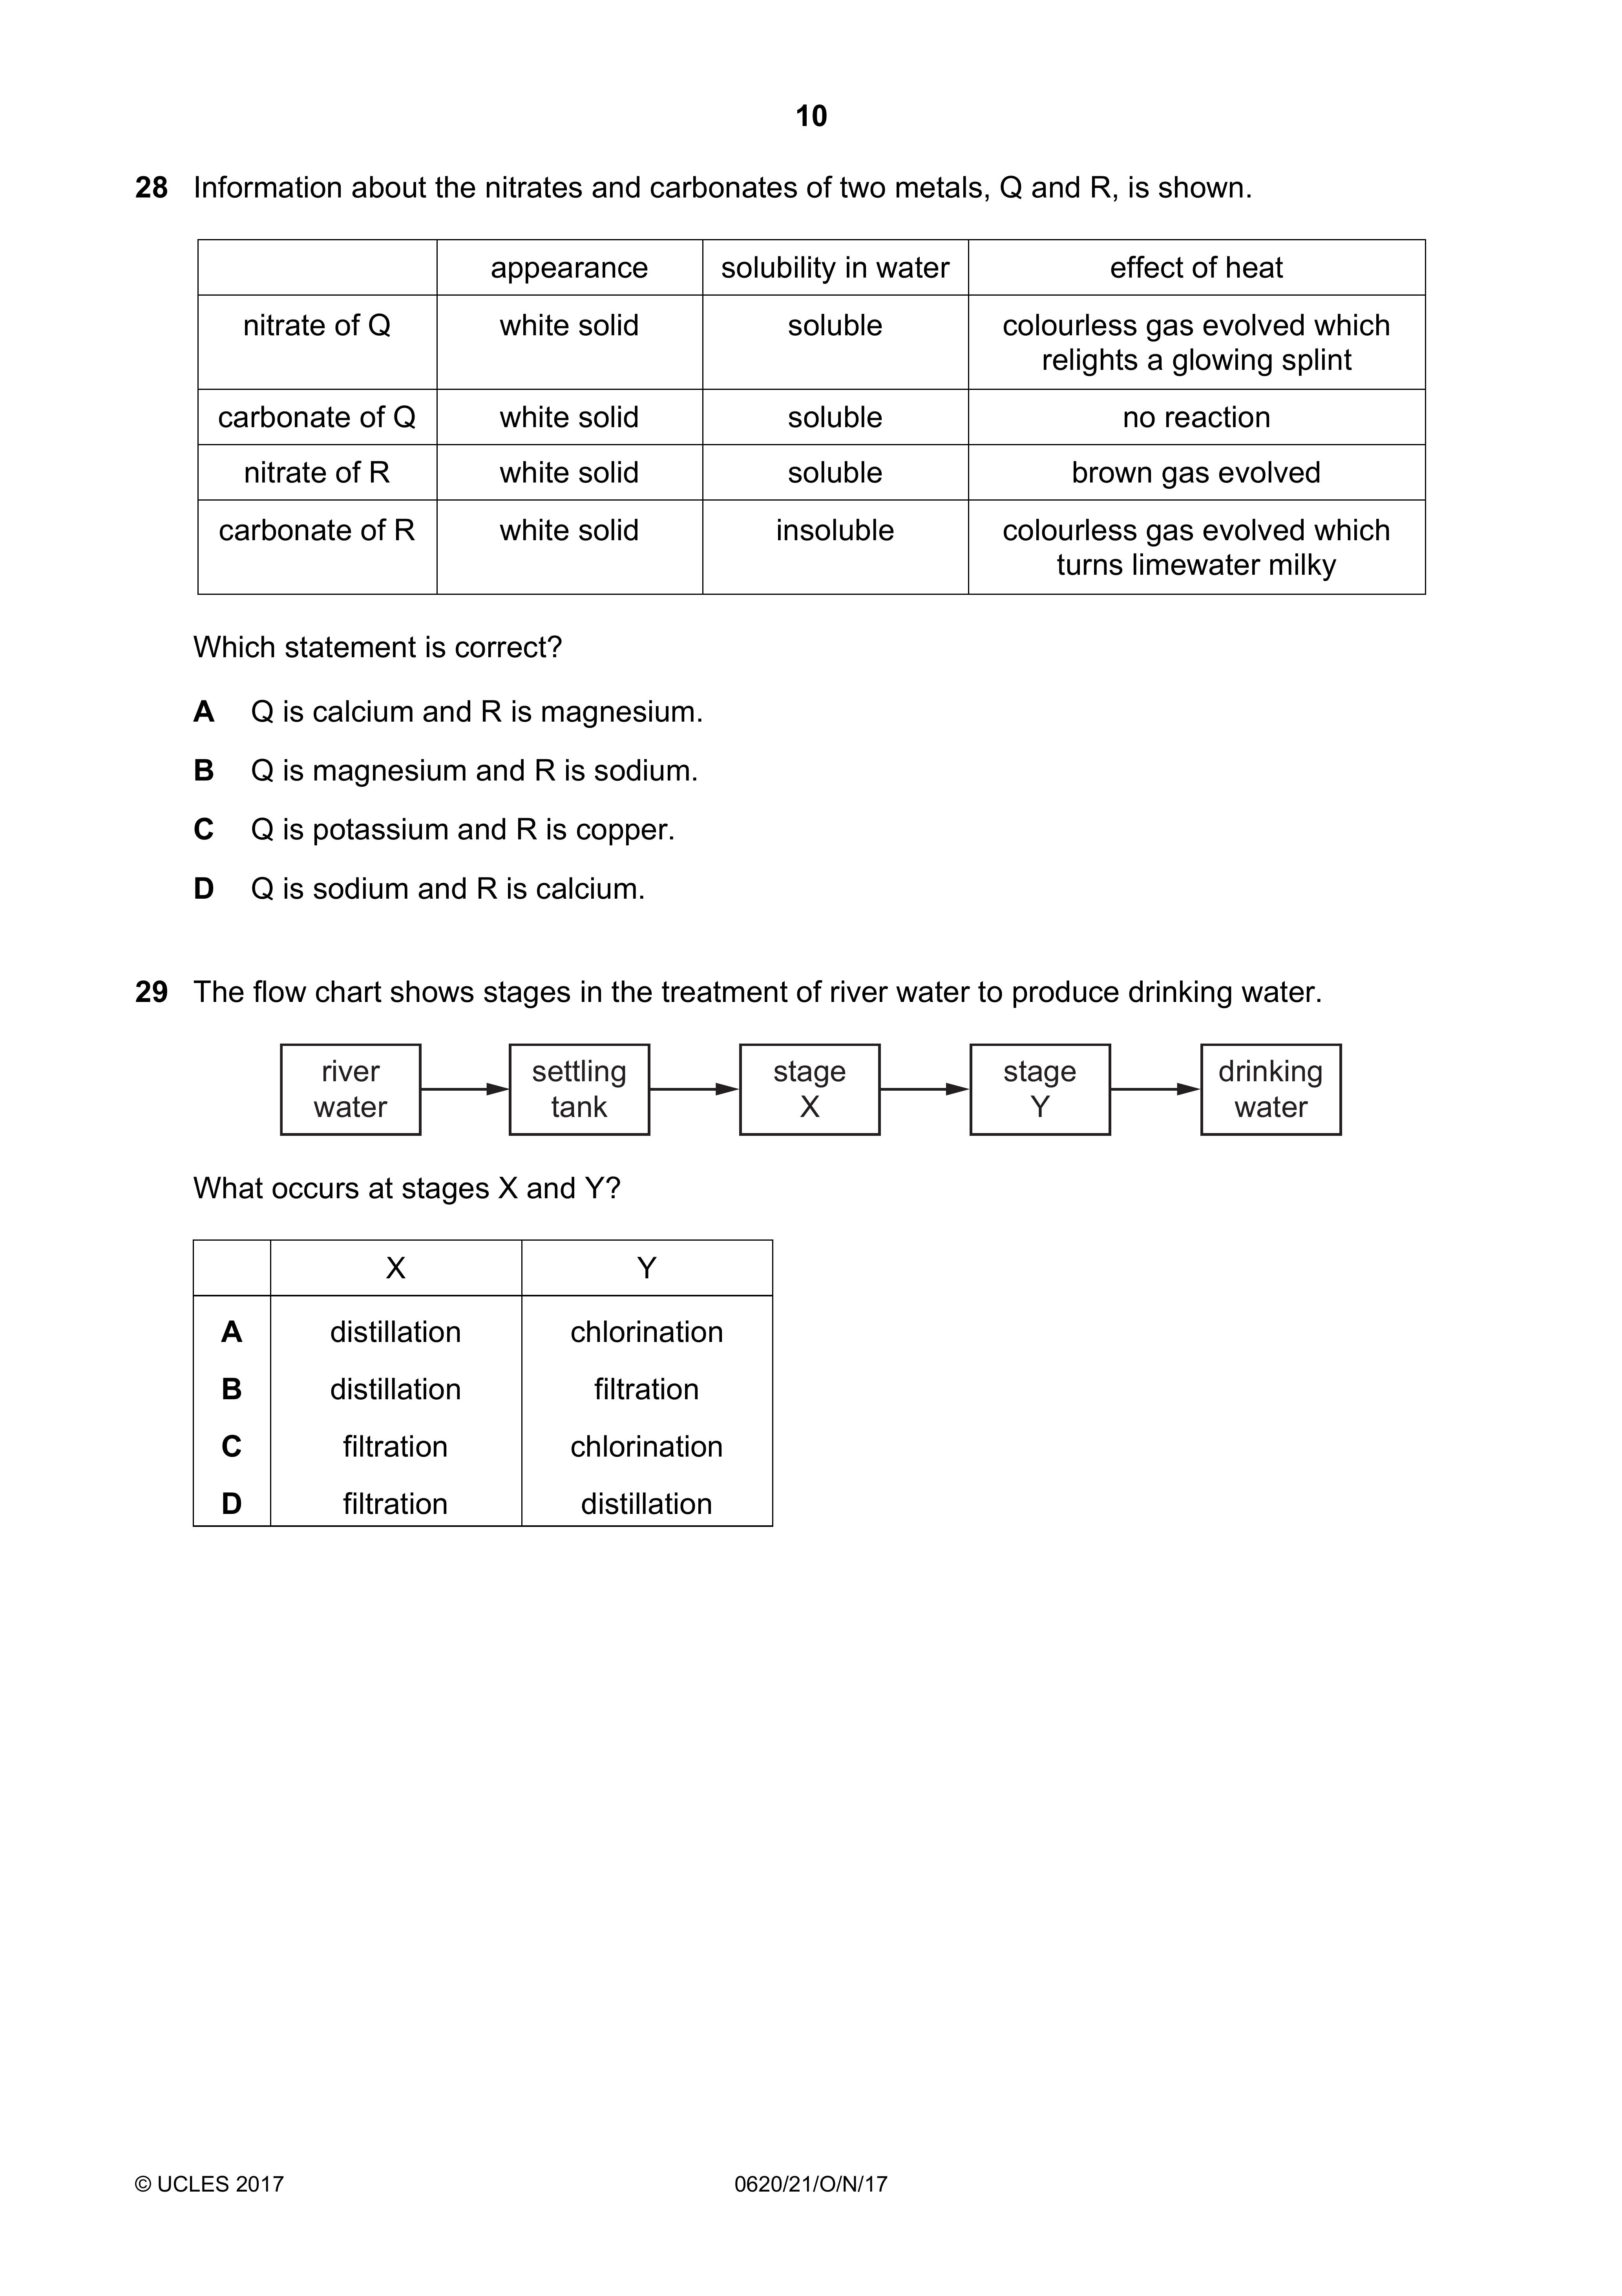 10
28 Information about the nitrates and carbonates of two metals, Q and R, is shown.
appearance solubility in water effect of heat
nitrate of Q white solid soluble colourless gas evolved which
relights a glowing splint
carbonate of Q white solid soluble no reaction
nitrate of R white solid soluble brown gas evolved
carbonate of R white solid insoluble colourless gas evolved which
turns limewater milky
Which statement is correct?
A Q is calcium and R is magnesium.
B Q is magnesium and R is sodium.
C Q is potassium and R is copper.
D Q is sodium and R is calcium.
29 The flow chart shows stages in the treatment of river water to produce drinking water.
river settling stage stage drinking
water tank X Y water
What occurs at stages X and Y?
X Y
A distillation chlorination
B distillation filtration
C filtration chlorination
D filtration distillation
© UCLES 2017 0620/21/O/N/17